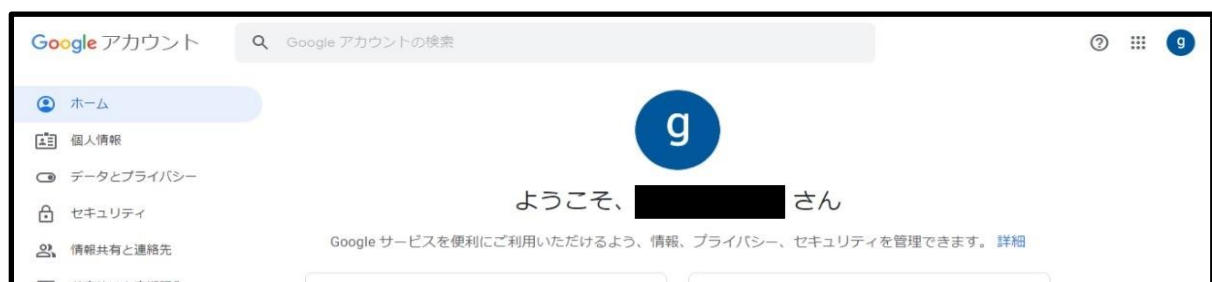 Google アカウント
Google アカウントの検索
g
ホーム
個人情報
データとプライバシー
セキュリティ
情報共有と連絡先
g
ようこそ、 さん
Google サービスを便利にご利用いただけるよう、情報、プライバシー、セキュリティを管理できます。 詳細